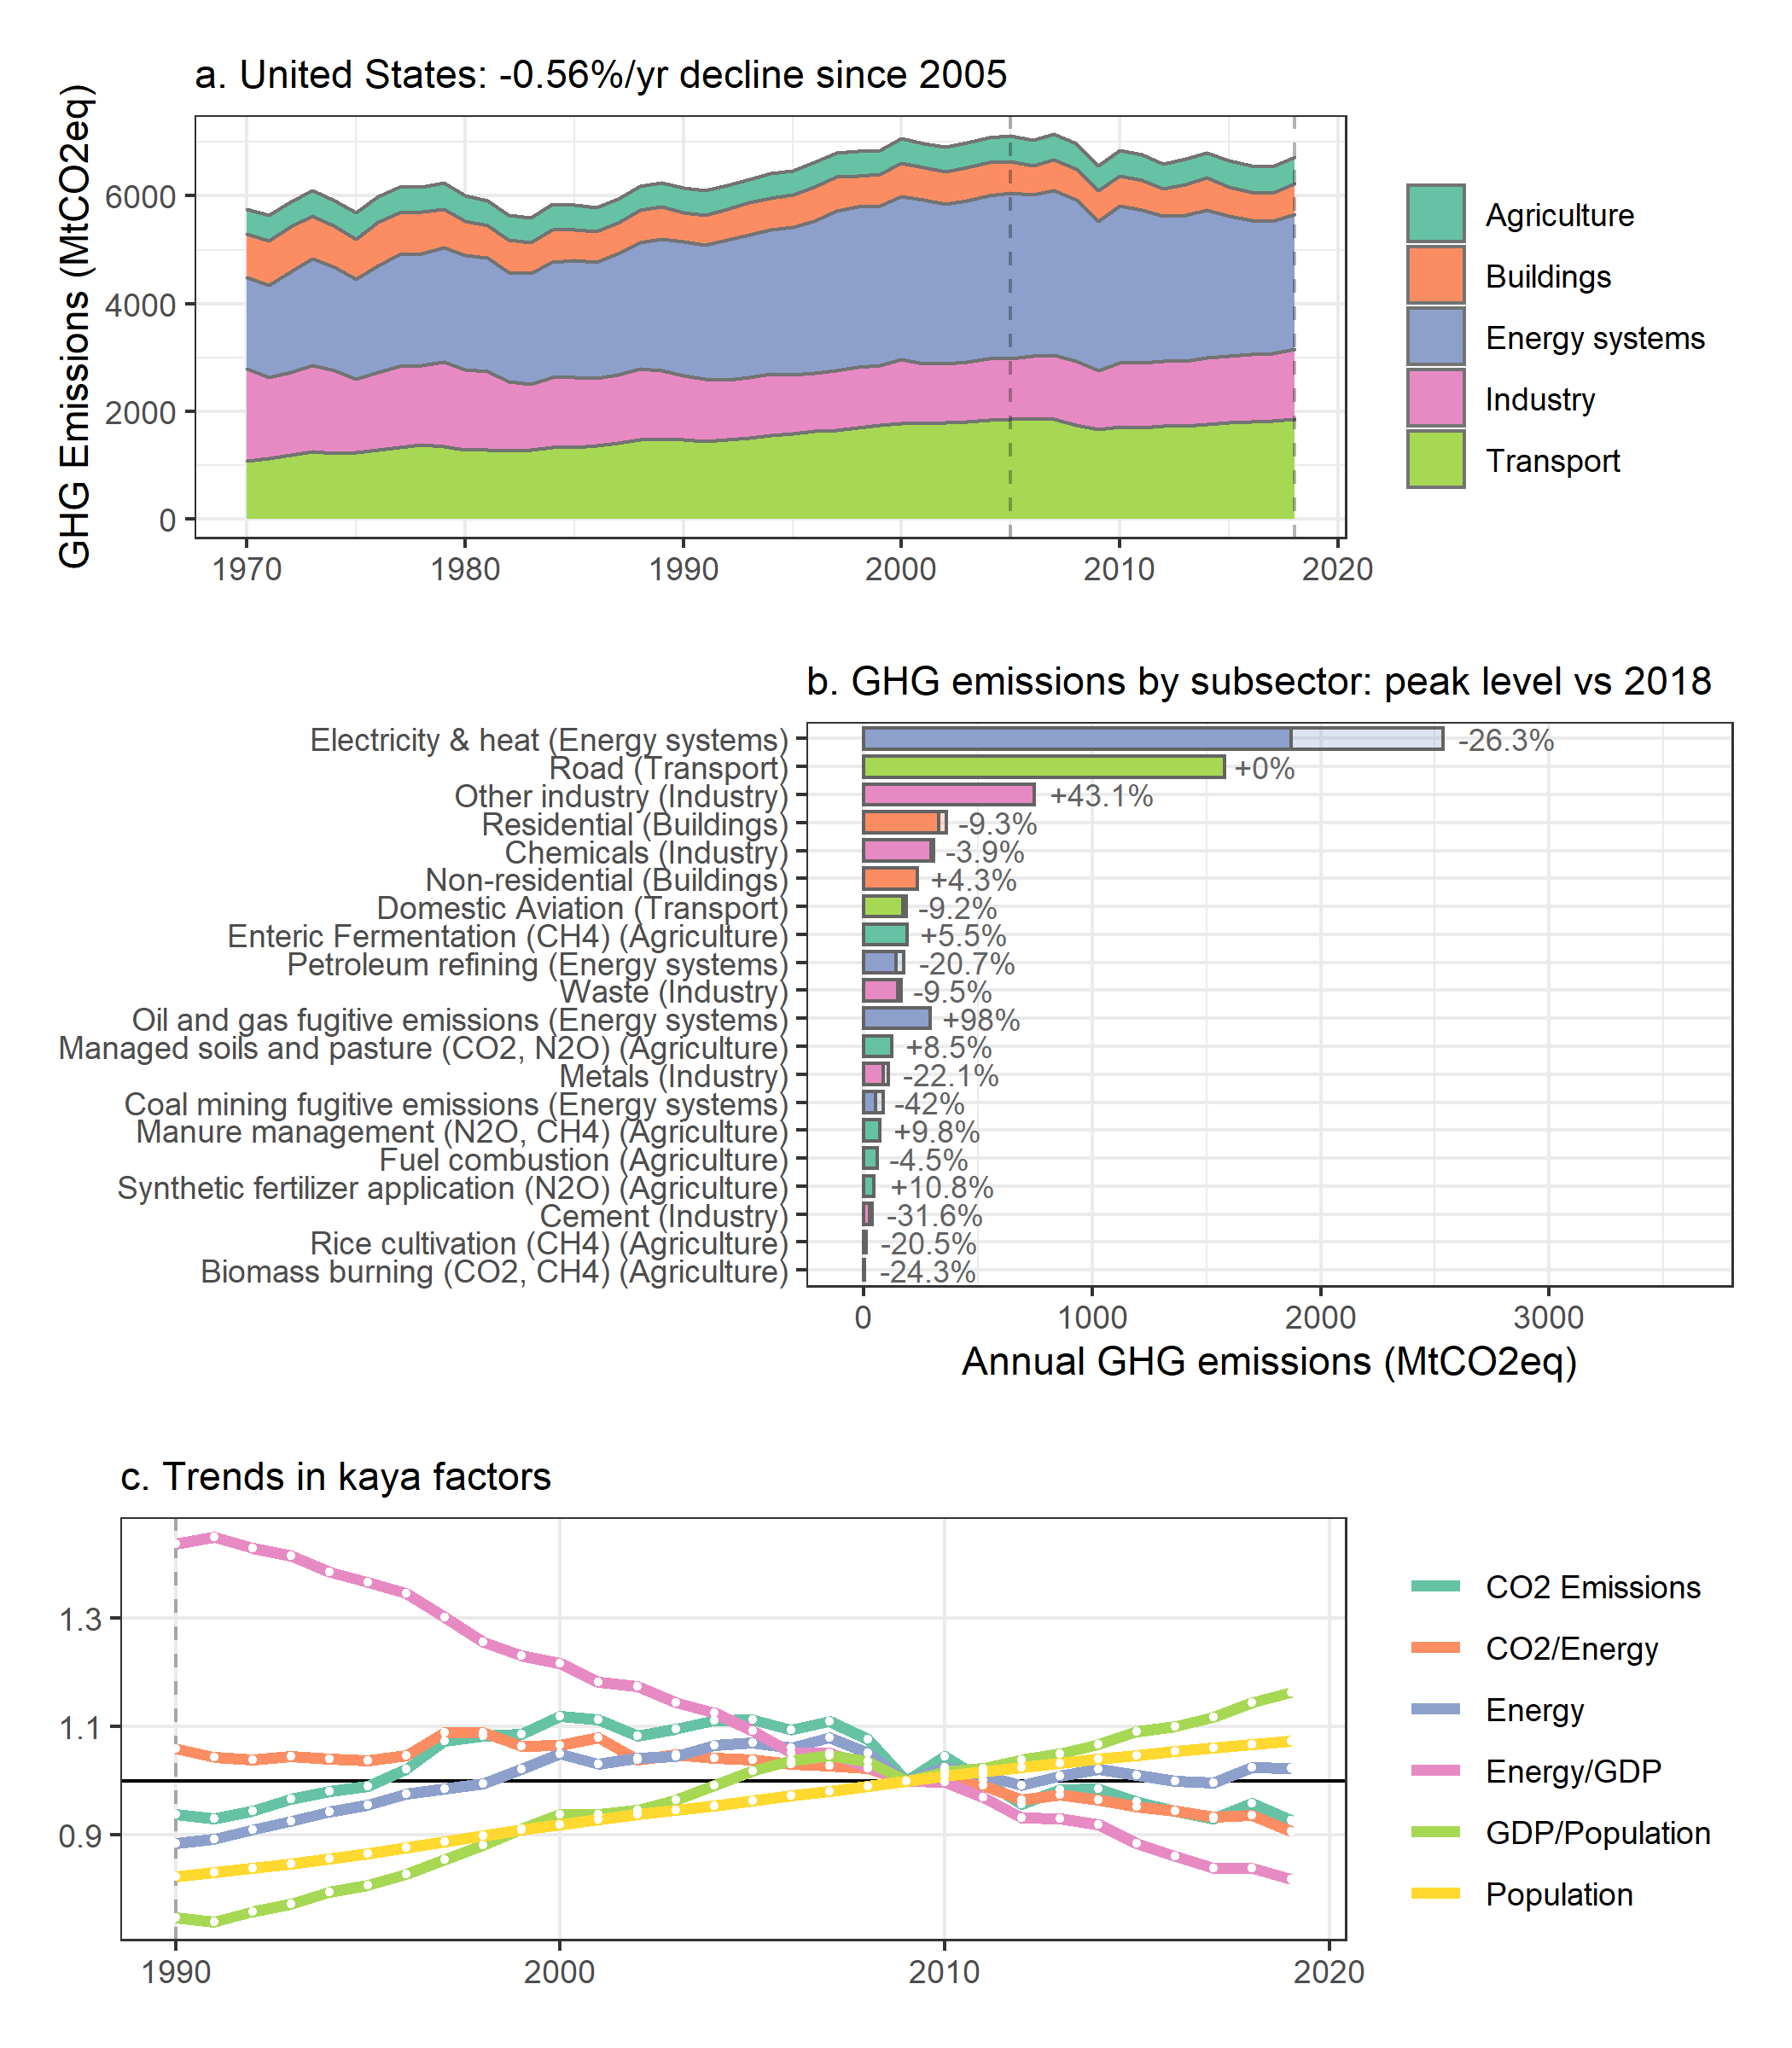 a. United States: -0.56%/yr decline since 2005
GHG Emissions (MtCO2eq)
6000
4000
2000
0
1970 1980 1990 2000 2010 2020
Agriculture
Buildings
Energy systems
Industry
Transport
b. GHG emissions by subsector: peak level vs 2018
Electricity & heat (Energy systems) -26.3%
Road (Transport) +0%
Other industry (Industry) +43.1%
Residential (Buildings) -9.3%
Chemicals (Industry) -3.9%
Non-residential (Buildings) +4.3%
Domestic Aviation (Transport) -9.2%
Enteric Fermentation (CH4) (Agriculture) +5.5%
Petroleum refining (Energy systems) -20.7%
Waste (Industry) -9.5%
Oil and gas fugitive emissions (Energy systems) +98%
Managed soils and pasture (CO2, N2O) (Agriculture) +8.5%
Metals (Industry) -22.1%
Coal mining fugitive emissions (Energy systems) -42%
Manure management (N2O, CH4) (Agriculture) +9.8%
Fuel combustion (Agriculture) -4.5%
Synthetic fertilizer application (N2O) (Agriculture) +10.8%
Cement (Industry) -31.6%
Rice cultivation (CH4) (Agriculture) -20.5%
Biomass burning (CO2, CH4) (Agriculture) -24.3%
0 1000 2000 3000
Annual GHG emissions (MtCO2eq)
c. Trends in kaya factors
1.3
1.1
0.9
1990 2000 2010 2020
CO2 Emissions
CO2/Energy
Energy
Energy/GDP
GDP/Population
Population